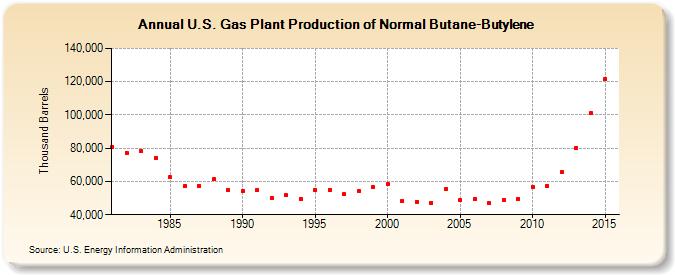 Annual U.S. Gas Plant Production of Normal Butane-Butylene
Thousand Barrels
140,000
120,000
100,000
80,000
60,000
40,000
1985 1990 1995 2000 2005 2010 2015
Source: U.S. Energy Information Administration